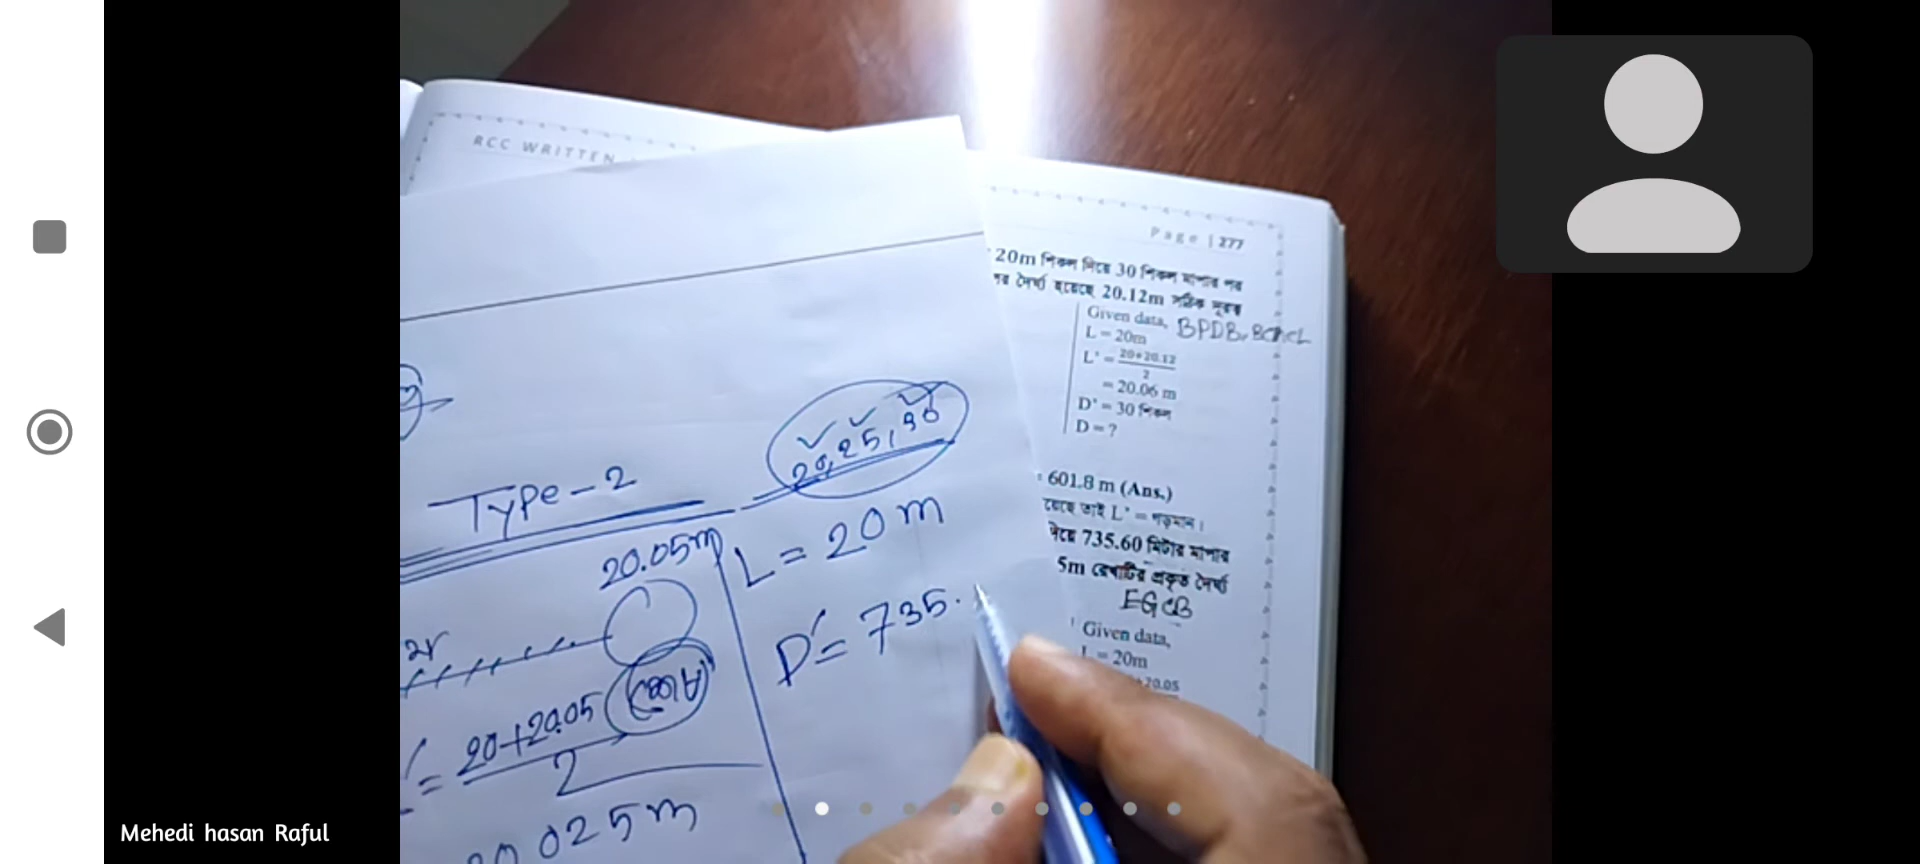 RCC WRITTEN
Page | 277
20m শিকল দিয়ে 30 শিকল মাপার পর
পর দৈর্ঘ্য হয়েছে 20.12m সঠিক দূরত্ব
Given data, BPDB,
L = 20m
L' = 20+20.12
2
= 20.06 m
D' = 30 শিকল
D = ?
= 601.8 m (Ans.)
য়েছে তাই L' = গড়মান।
দিয়ে 735.60 মিটার মাপার
5m রেখাটির প্রকৃত দৈর্ঘ্য
EGCB
Given data,
L = 20m
20.05
20, 25, 30
Type-2
20.05m
L = 20m
D' = 735.
' = 20+20.05
2
025m
Mehedi hasan Raful